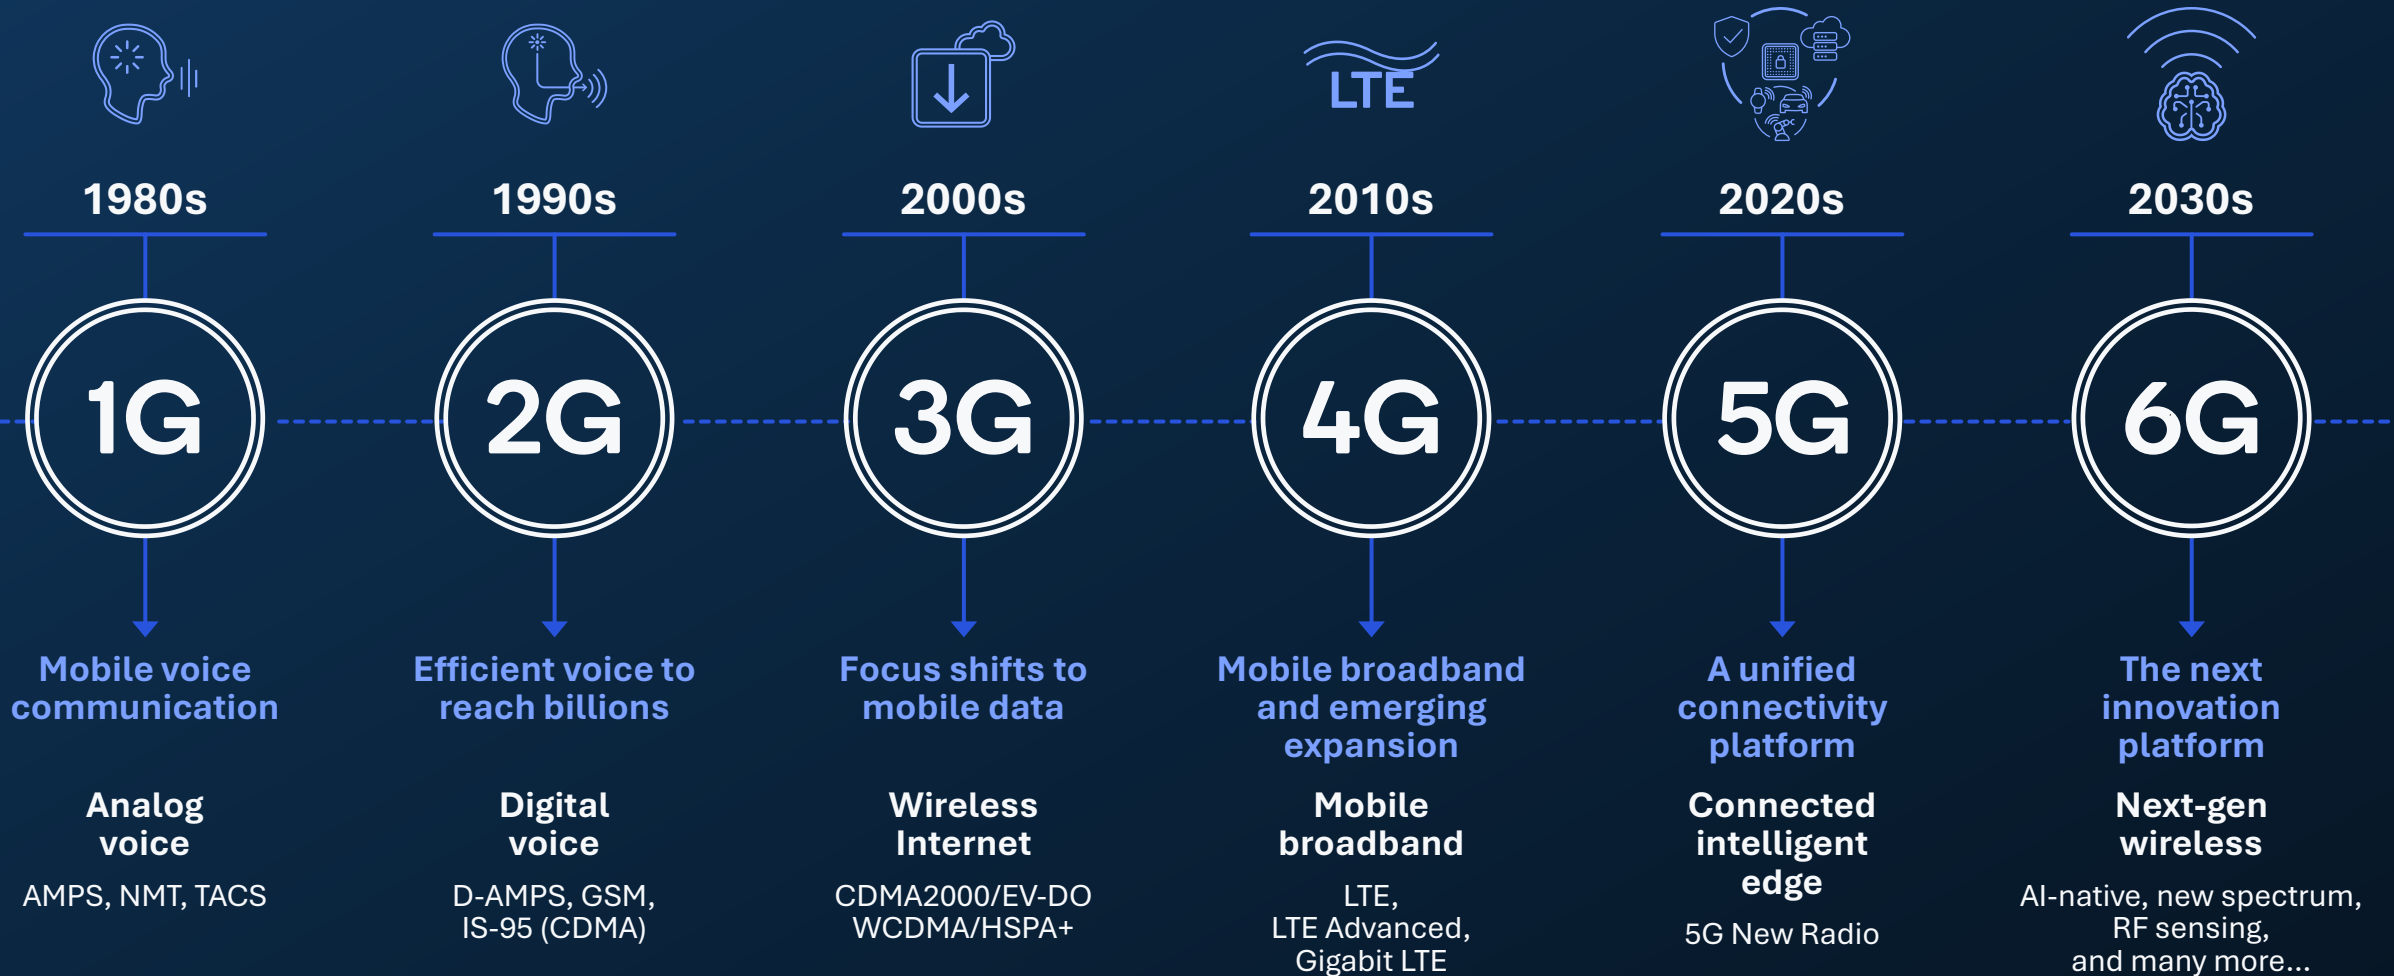 LTE
1980s
1990s
2000s
2010s
2020s
2030s
1G
2G
3G
4G
5G
6G
Mobile voice
communication
Efficient voice to
reach billions
Focus shifts to
mobile data
Mobile broadband
and emerging
expansion
A unified
connectivity
platform
The next
innovation
platform
Analog
voice
Digital
voice
Wireless
Internet
Mobile
broadband
Connected
intelligent
edge
Next-gen
wireless
AMPS, NMT, TACS
D-AMPS, GSM,
IS-95 (CDMA)
CDMA2000/EV-DO
WCDMA/HSPA+
LTE,
LTE Advanced,
Gigabit LTE
5G New Radio
AI-native, new spectrum,
RF sensing,
and many more...